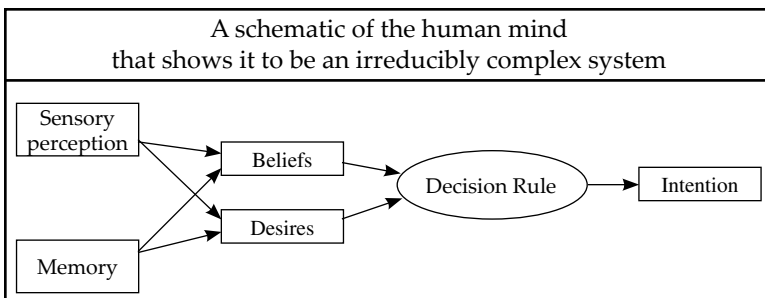 A schematic of the human mind
that shows it to be an irreducibly complex system
Sensory
perception
Beliefs
Decision Rule
Intention
Desires
Memory